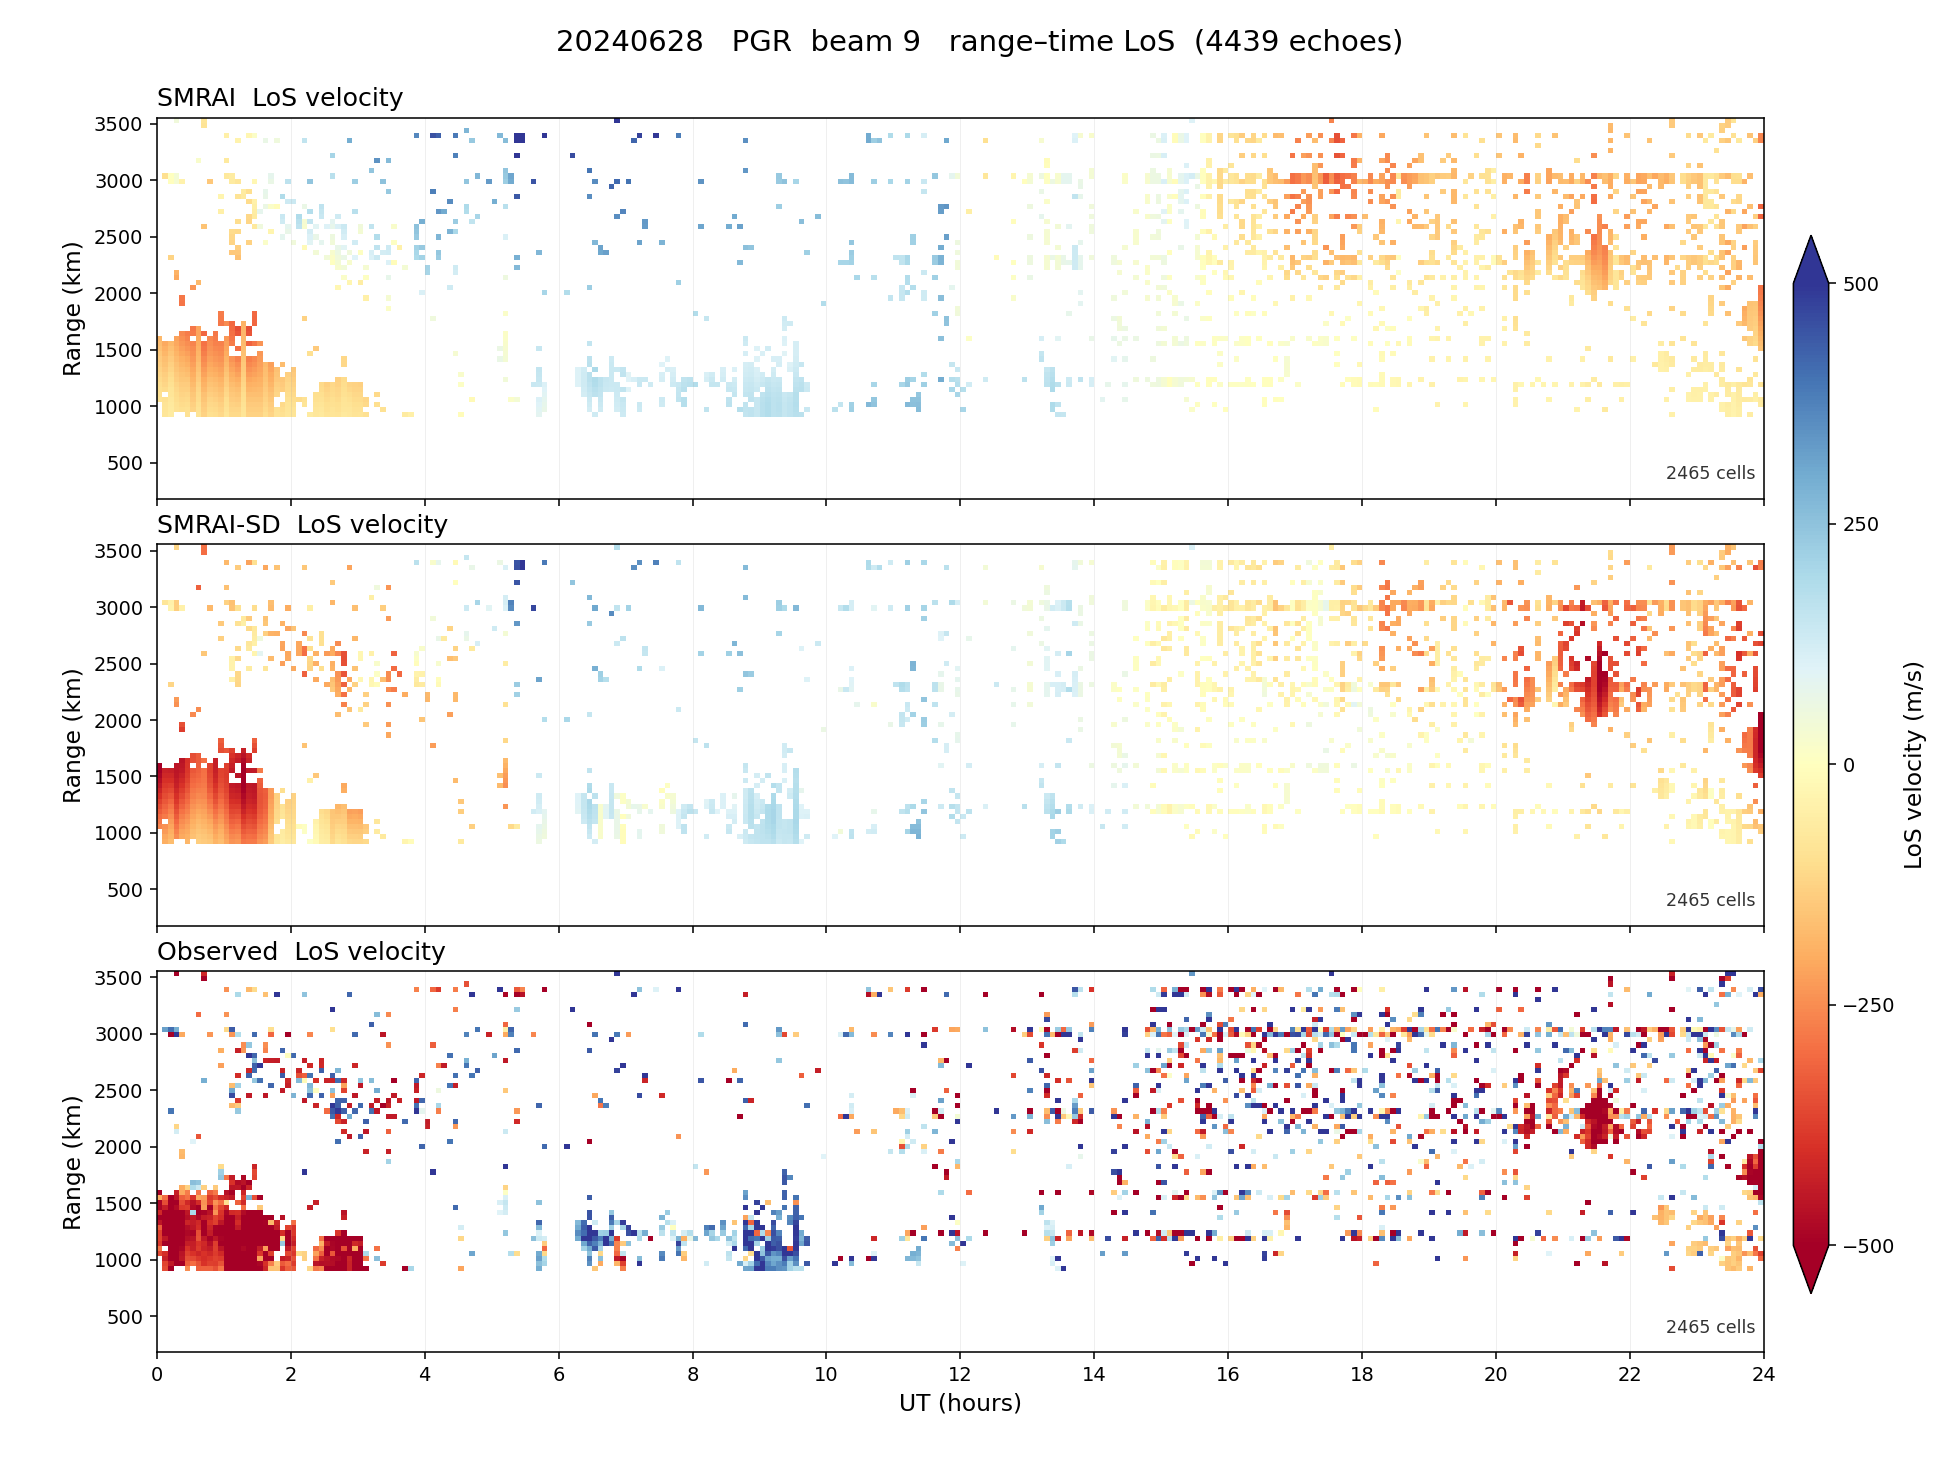 20240628   PGR  beam 9   range–time LoS  (4439 echoes)
SMRAI  LoS velocity
3500
3000
2500
2000
1500
1000
500
Range (km)
2465 cells
SMRAI-SD  LoS velocity
3500
3000
2500
2000
1500
1000
500
Range (km)
2465 cells
Observed  LoS velocity
3500
3000
2500
2000
1500
1000
500
Range (km)
2465 cells
0 2 4 6 8 10 12 14 16 18 20 22 24
UT (hours)
500
250
0
−250
−500
LoS velocity (m/s)